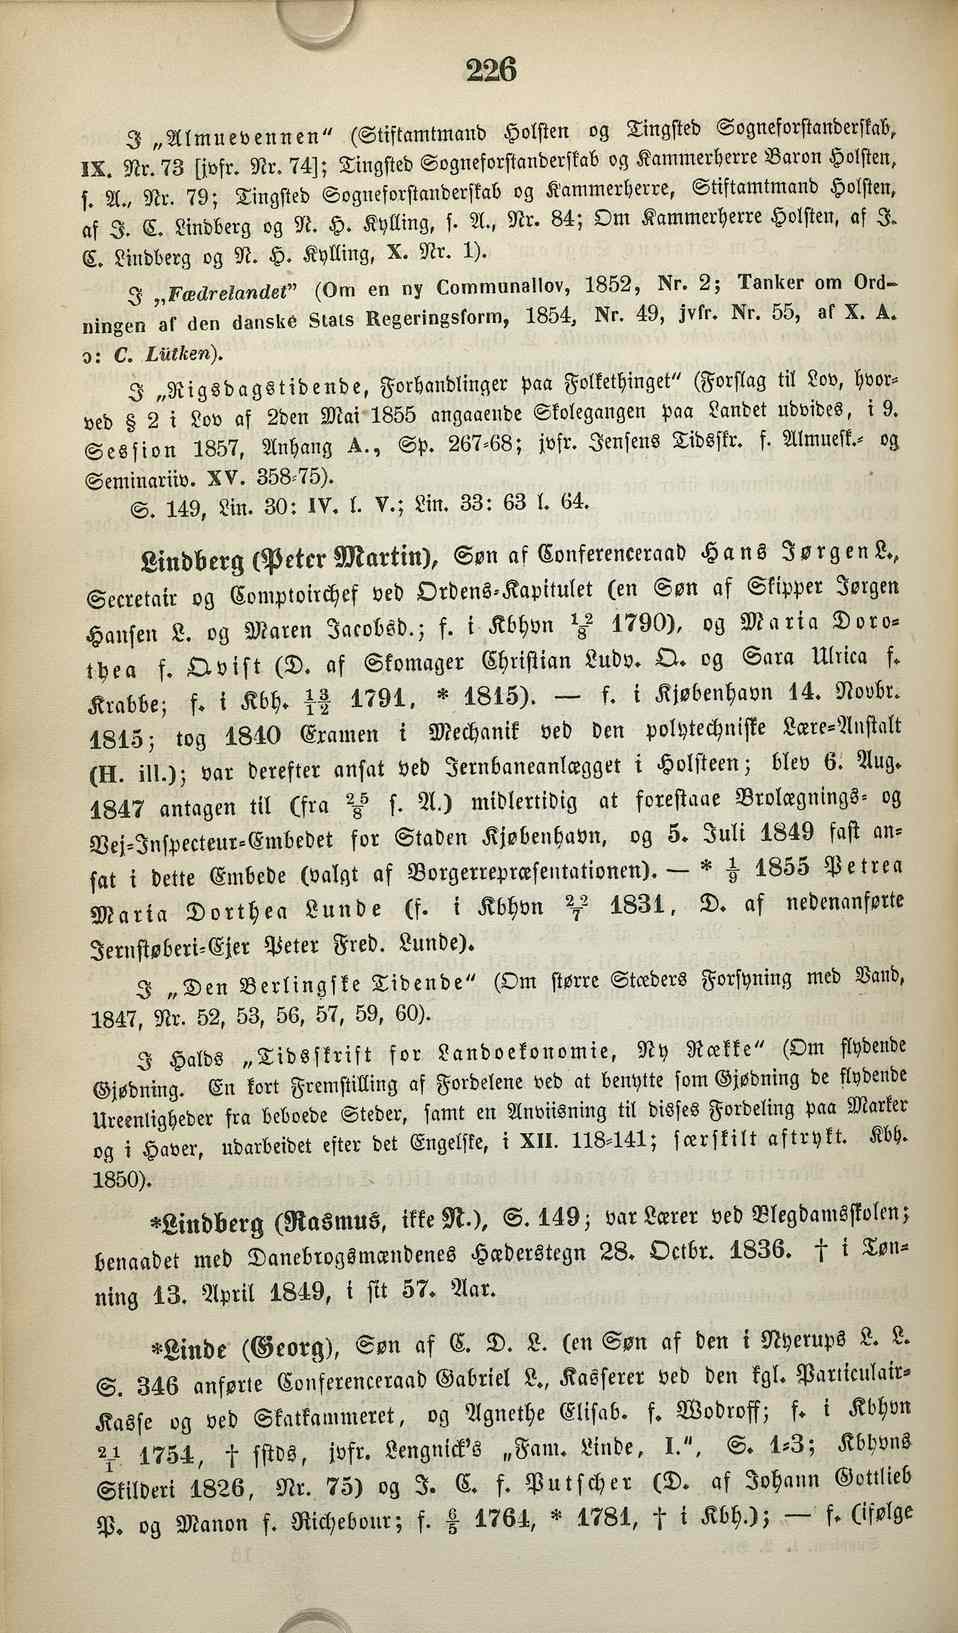 226
I „Almuevennen“ (Stiftamtmand Holsten og Tingsted Sogneforstanderskab,
IX. Nr. 73 [jvfr. Nr. 74]; Tingsted Sogneforstanderskab og Kammerherre Baron Holsten,
s. A., Nr. 79; Tingsted Sogneforstanderskab og Kammerherre, Stiftamtmand Holsten,
af J. C. Lindberg og N. H. Kylling, s. A., Nr. 84; Om Kammerherre Holsten, af J.
C. Lindberg og N. H. Kylling, X. Nr. 1).
I „Fædrelandet“ (Om en ny Communallov, 1852, Nr. 2; Tanker om Ord-
ningen af den danske Stats Regeringsform, 1854, Nr. 49, jvfr. Nr. 55, af X. A.
ɔ: C. Lütken).
I „Rigsdagstidende, Forhandlinger paa Folkethinget“ (Forslag til Lov, hvor-
ved § 2 i Lov af 2den Mai 1855 angaaende Skolegangen paa Landet udvides, i 9.
Session 1857, Anhang A., Sp. 267-68; jvfr. Jensens Tidsskr. f. Almuesk.- og
Seminariiv. XV. 358-75).
S. 149, Lin. 30: IV. l. V.; Lin. 33: 63 l. 64.
Lindberg (Peter Martin), Søn af Conferenceraad Hans Jørgen L.,
Secretair og Comptoirchef ved Ordens-Kapitulet (en Søn af Skipper Jørgen
Hansen L. og Maren Jacobsd.; f. i Kbhvn 12/8 1790), og Maria Doro-
thea f. Qvist (D. af Skomager Christian Ludv. Q. og Sara Ulrica f.
Krabbe; f. i Kbh. 13/12 1791, * 1815). — f. i Kjøbenhavn 14. Novbr.
1815; tog 1840 Examen i Mechanik ved den polytechniske Lære-Anstalt
(H. ill.); var derefter ansat ved Jernbaneanlægget i Holsteen; blev 6. Aug.
1847 antagen til (fra 25/8 s. A.) midlertidig at forestaae Brolægnings- og
Vej-Inspecteur-Embedet for Staden Kjøbenhavn, og 5. Juli 1849 fast an-
sat i dette Embede (valgt af Borgerrepræsentationen). — * 1/9 1855 Petrea
Maria Dorthea Lunde (f. i Kbhvn 22/7 1831, D. af nedenanførte
Jernstøberi-Ejer Peter Fred. Lunde).
I „Den Berlingske Tidende“ (Om større Stæders Forsyning med Vand,
1847, Nr. 52, 53, 56, 57, 59, 60).
I Halds „Tidsskrift for Landoekonomie, Ny Række“ (Om flydende
Gjødning. En kort Fremstilling af Fordelene ved at benytte som Gjødning de flydende
Ureenligheder fra beboede Steder, samt en Anviisning til disses Fordeling paa Marker
og i Haver, udarbeidet efter det Engelske, i XII. 118-141; særskilt aftrykt. Kbh.
1850).
*Lindberg (Rasmus, ikke N.), S. 149; var Lærer ved Blegdamsskolen;
benaadet med Danebrogsmændenes Hæderstegn 28. Octbr. 1836. † i Tøn-
ning 13. April 1849, i sit 57. Aar.
*Linde (Georg), Søn af C. D. L. (en Søn af den i Nyerups L. L.
S. 346 anførte Conferenceraad Gabriel L., Kasserer ved den kgl. Particulair-
Kasse og ved Skatkammeret, og Agnethe Elisab. f. Wodroff; f. i Kbhvn
21/1 1754, † sstds, jvfr. Lengnick's „Fam. Linde, I.“, S. 1-3; Kbhvns
Skilderi 1826, Nr. 75) og J. C. f. Putscher (D. af Johann Gottlieb
P. og Manon f. Richebour; f. 6/5 1764, * 1781, † i Kbh.); — f. (ifølge